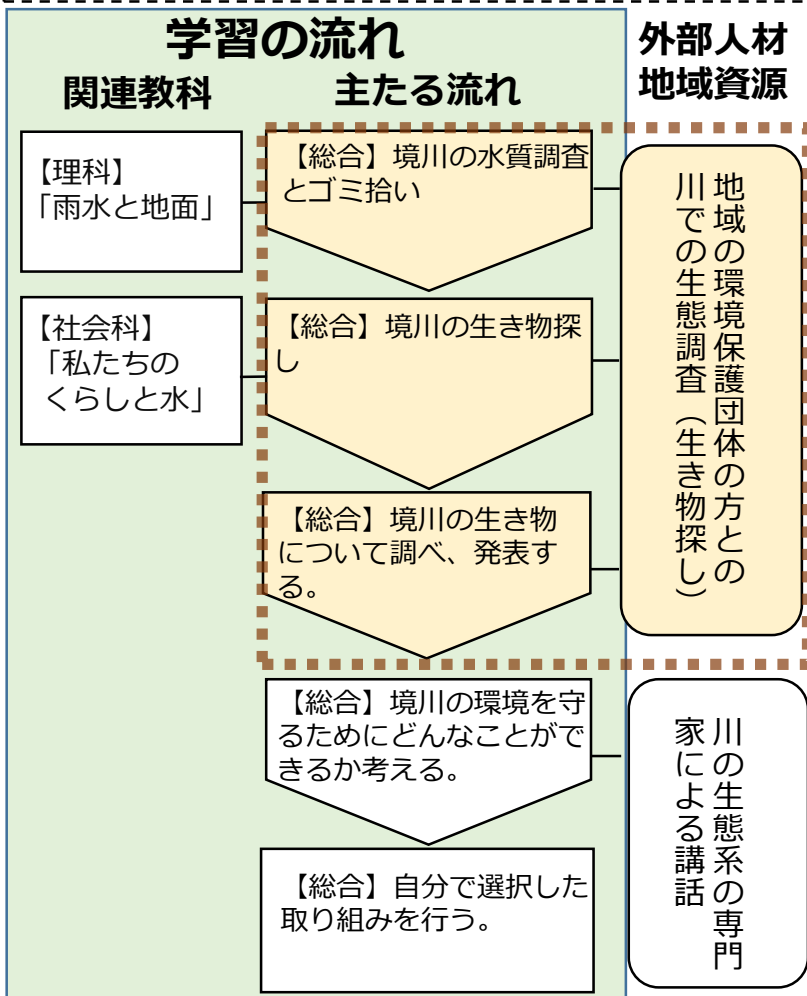 学習の流れ
外部人材
地域資源
関連教科
主たる流れ
【理科】
「雨水と地面」
【総合】境川の水質調査
とゴミ拾い
地域の環境保護団体の方との
川での生態調査（生き物探し）
【社会科】
「私たちの
くらしと水」
【総合】境川の生き物探
し
【総合】境川の生き物
について調べ、発表す
る。
【総合】境川の環境を守
るためにどんなことがで
きるか考える。
川の生態系の専門
家による講話
【総合】自分で選択した
取り組みを行う。